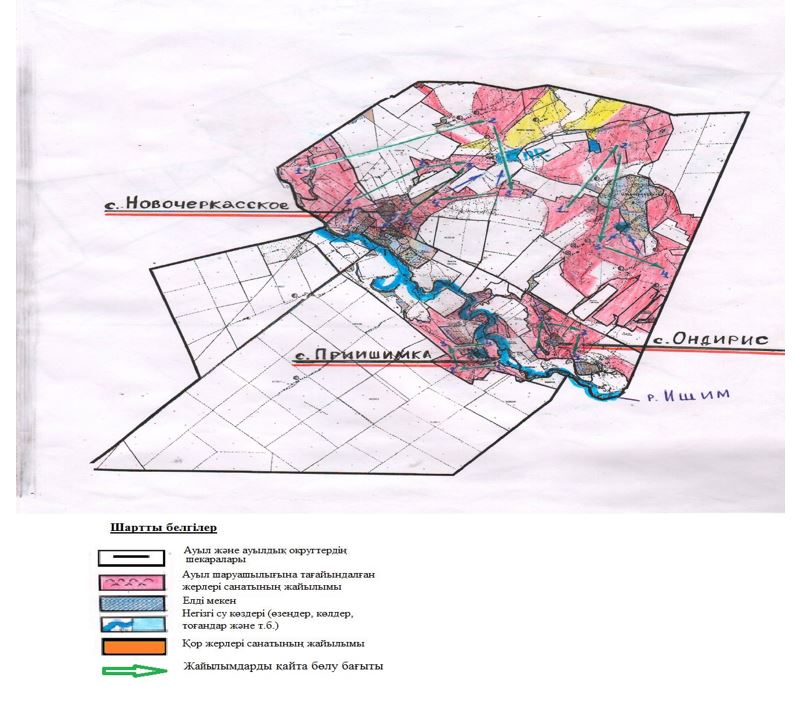 с. Новочеркасское
пр.
с. Ондирис
с. Приишимка
р. Ишим
Шартты белгілер
Ауыл және ауылдық округтердің
шекаралары
Ауыл шаруашылығына тағайындалған
жерлері санатының жайылымы
Елді мекен
Негізгі су көздері (өзендер, көлдер,
тоғандар және т.б.)
Қор жерлері санатының жайылымы
Жайылымдарды қайта бөлу бағыты